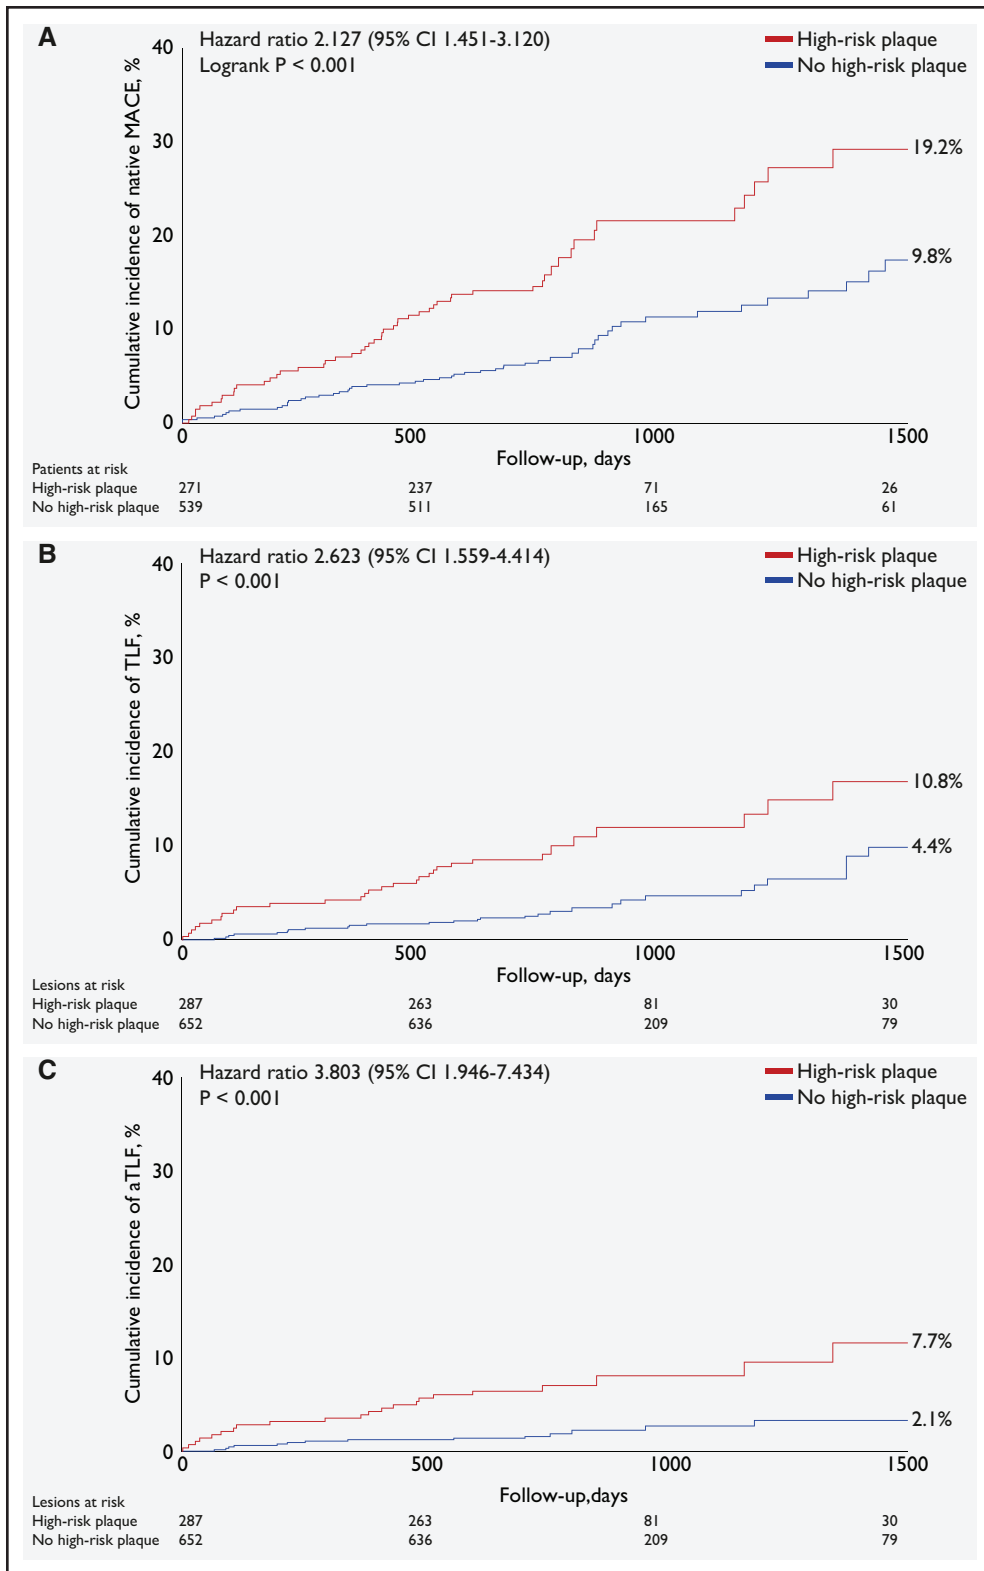 A
Hazard ratio 2.127 (95% CI 1.451-3.120)
Logrank P < 0.001
High-risk plaque
No high-risk plaque
Cumulative incidence of native MACE, %
40
30
20
10
0
19.2%
9.8%
0 500 1000 1500
Follow-up, days
Patients at risk
High-risk plaque 271 237 71 26
No high-risk plaque 539 511 165 61
B
Hazard ratio 2.623 (95% CI 1.559-4.414)
P < 0.001
High-risk plaque
No high-risk plaque
Cumulative incidence of TLF, %
40
30
20
10
0
10.8%
4.4%
0 500 1000 1500
Follow-up, days
Lesions at risk
High-risk plaque 287 263 81 30
No high-risk plaque 652 636 209 79
C
Hazard ratio 3.803 (95% CI 1.946-7.434)
P < 0.001
High-risk plaque
No high-risk plaque
Cumulative incidence of aTLF, %
40
30
20
10
0
7.7%
2.1%
0 500 1000 1500
Follow-up,days
Lesions at risk
High-risk plaque 287 263 81 30
No high-risk plaque 652 636 209 79